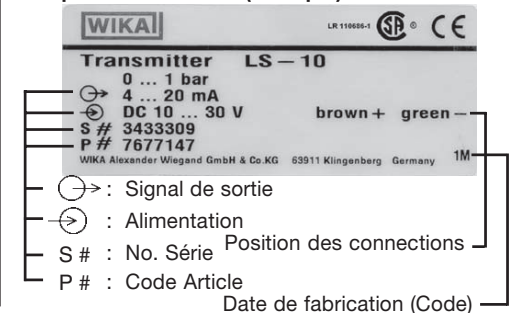 WIKA
LR 110686-1 SA ® CE
Transmitter LS – 10
0 ... 1 bar
4 ... 20 mA
DC 10 ... 30 V brown + green –
S # 3433309
P # 7677147
WIKA Alexander Wiegand GmbH & Co.KG 63911 Klingenberg Germany 1M
: Signal de sortie
: Alimentation
S # : No. Série
Position des connections
P # : Code Article
Date de fabrication (Code)